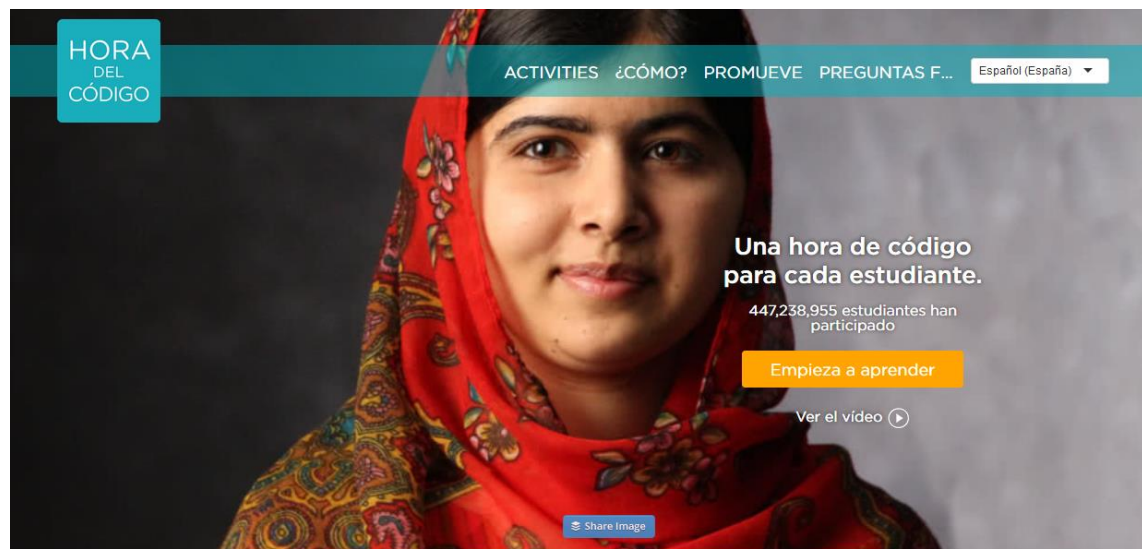 HORA
DEL
CÓDIGO
ACTIVITIES ¿CÓMO? PROMUEVE PREGUNTAS F... Español (España)
Una hora de código
para cada estudiante.
447,238,955 estudiantes han
participado
Empieza a aprender
Ver el vídeo
Share Image